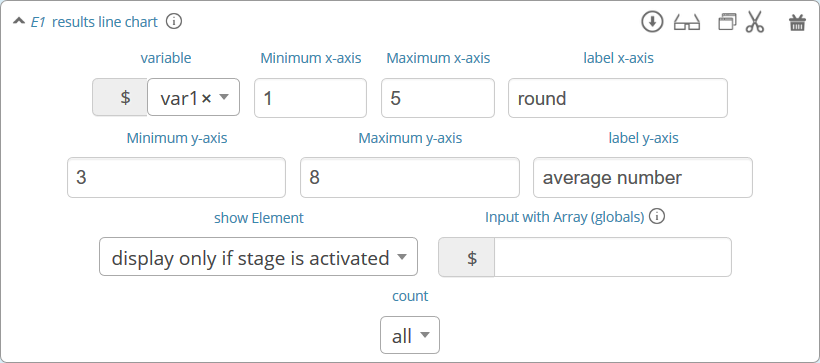 E1 results line chart
variable Minimum x-axis Maximum x-axis label x-axis
$ var1× 1 5 round
Minimum y-axis Maximum y-axis label y-axis
3 8 average number
show Element Input with Array (globals)
display only if stage is activated $
count
all